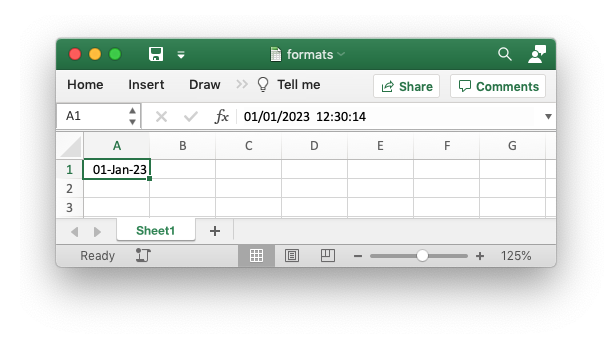 formats
Home Insert Draw Tell me Share Comments
A1 fx 01/01/2023 12:30:14
A B C D E F G
1 01-Jan-23
2
3
Sheet1 +
Ready 125%